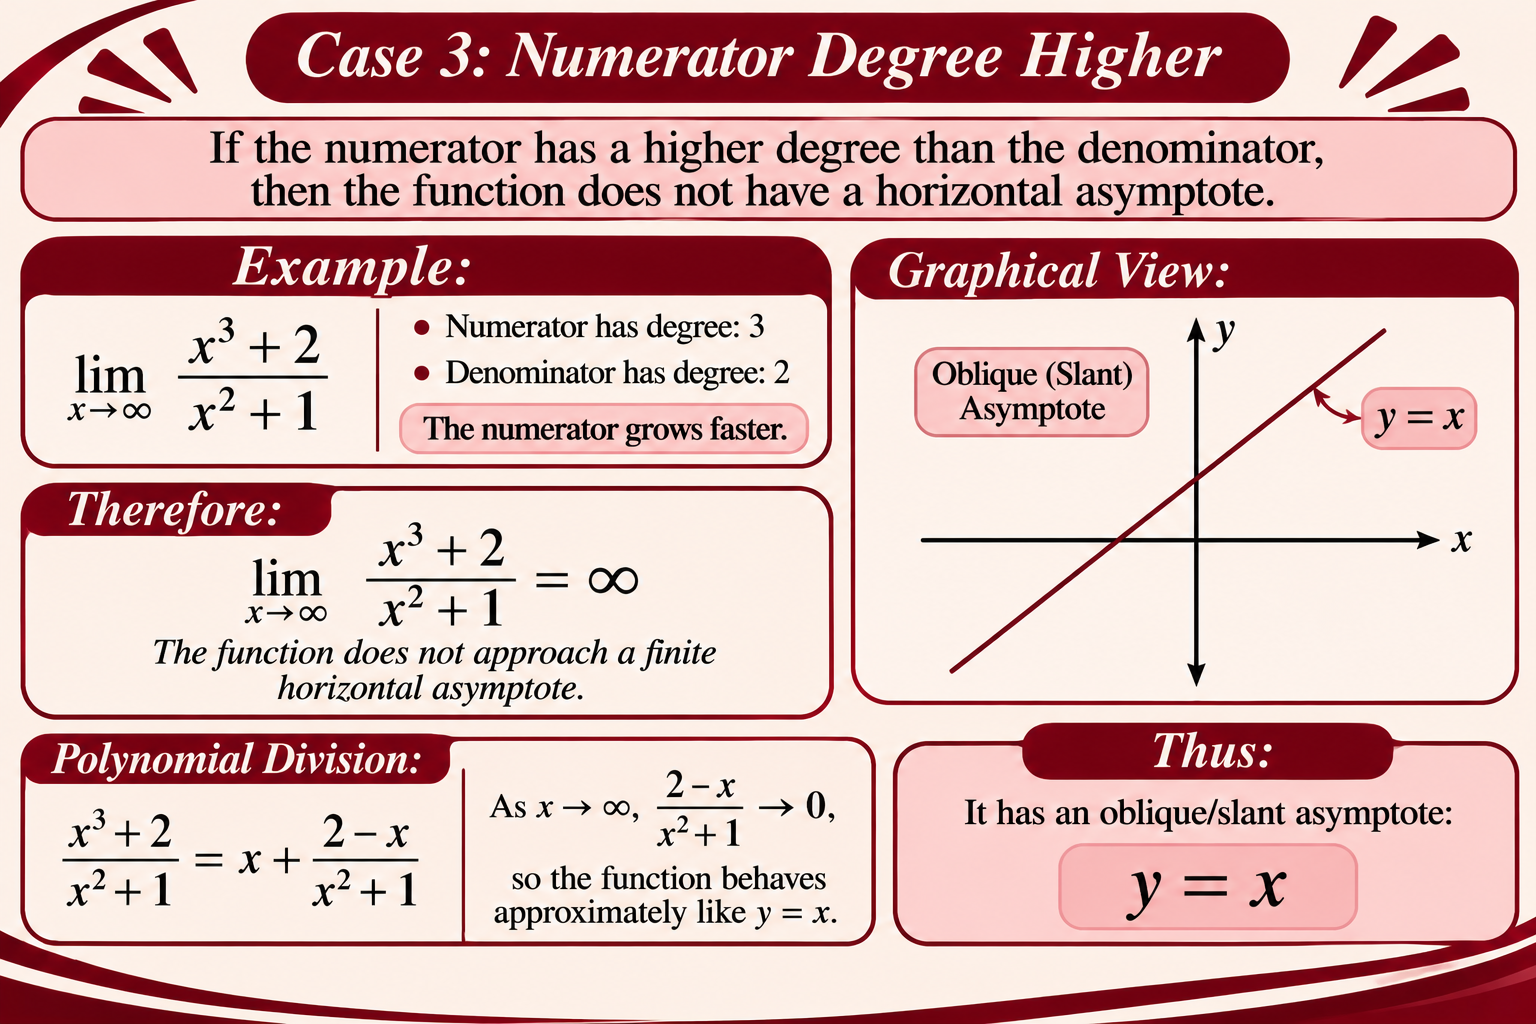 Case 3: Numerator Degree Higher
If the numerator has a higher degree than the denominator,
then the function does not have a horizontal asymptote.
Example:
lim x→∞ (x³ + 2)/(x² + 1)
• Numerator has degree: 3
• Denominator has degree: 2
The numerator grows faster.
Therefore:
lim x→∞ (x³ + 2)/(x² + 1) = ∞
The function does not approach a finite
horizontal asymptote.
Graphical View:
y
Oblique (Slant)
Asymptote
y = x
x
Polynomial Division:
(x³ + 2)/(x² + 1) = x + (2 – x)/(x² + 1)
As x → ∞, (2 – x)/(x² + 1) → 0,
so the function behaves
approximately like y = x.
Thus:
It has an oblique/slant asymptote:
y = x